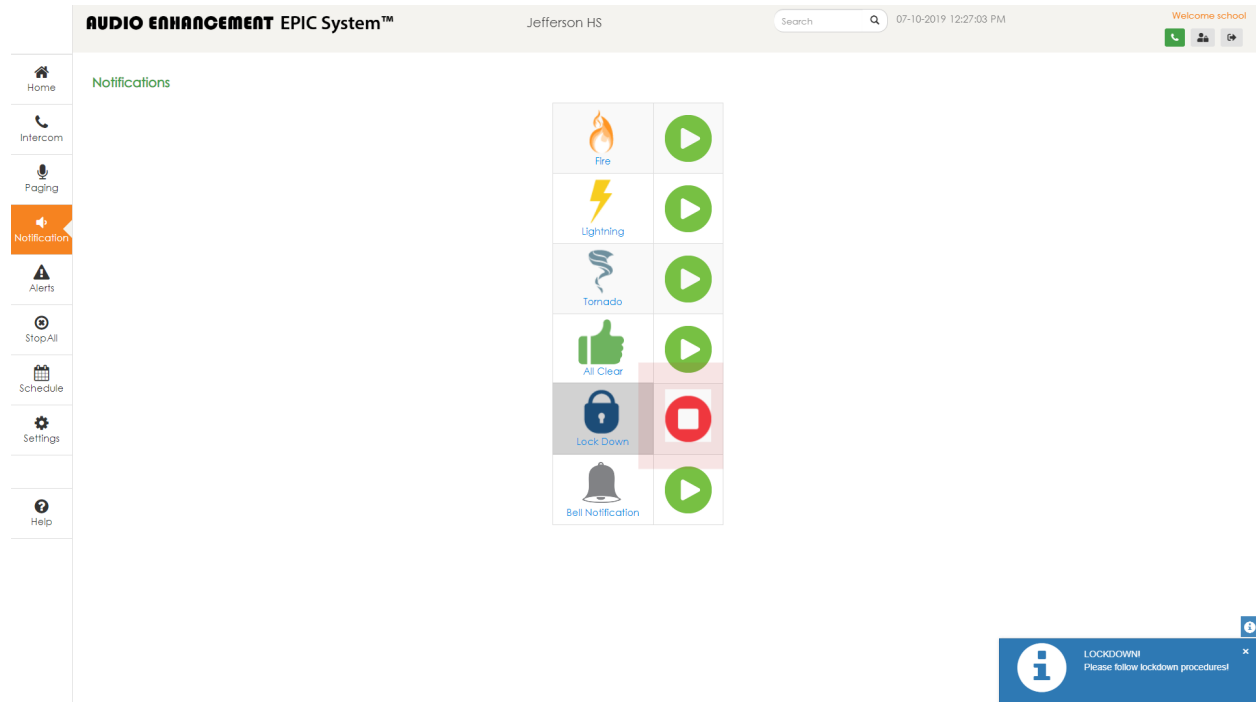 AUDIO ENHANCEMENT EPIC System™
Jefferson HS
Search
07-10-2019 12:27:03 PM
Welcome school
Home
Intercom
Paging
Notification
Alerts
StopAll
Schedule
Settings
Help
Notifications
Fire
Lightning
Tornado
All Clear
Lock Down
Bell Notification
LOCKDOWN!
Please follow lockdown procedures!